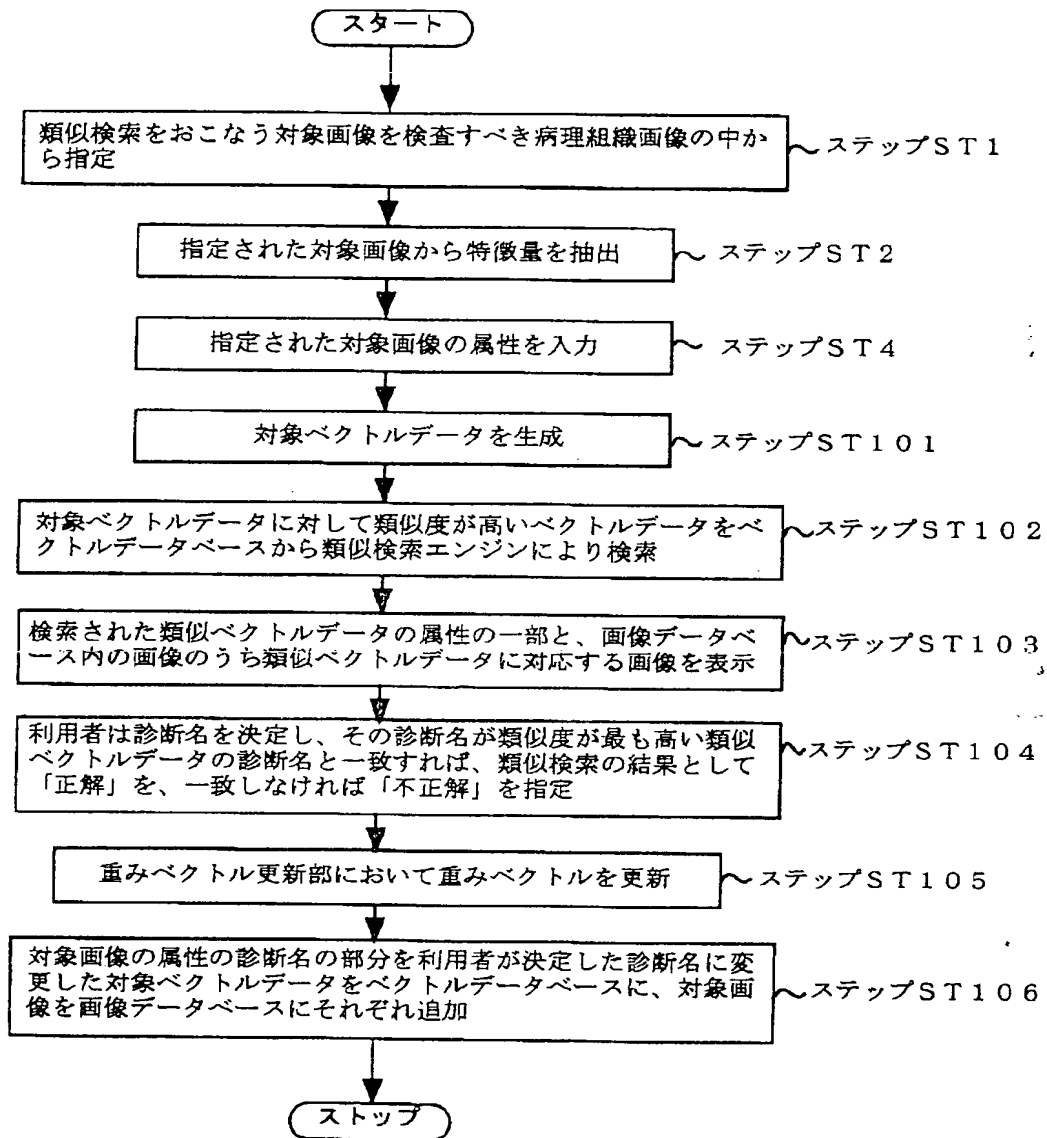 スタート
類似検索をおこなう対象画像を検査すべき病理組織画像の中か
ら指定
ステップST1
指定された対象画像から特徴量を抽出
ステップST2
指定された対象画像の属性を入力
ステップST4
対象ベクトルデータを生成
ステップST101
対象ベクトルデータに対して類似度が高いベクトルデータをベ
クトルデータベースから類似検索エンジンにより検索
ステップST102
検索された類似ベクトルデータの属性の一部と、画像データベ
ース内の画像のうち類似ベクトルデータに対応する画像を表示
ステップST103
利用者は診断名を決定し、その診断名が類似度が最も高い類似
ベクトルデータの診断名と一致すれば、類似検索の結果として
「正解」を、一致しなければ「不正解」を指定
ステップST104
重みベクトル更新部において重みベクトルを更新
ステップST105
対象画像の属性の診断名の部分を利用者が決定した診断名に変
更した対象ベクトルデータをベクトルデータベースに、対象画
像を画像データベースにそれぞれ追加
ステップST106
ストップ